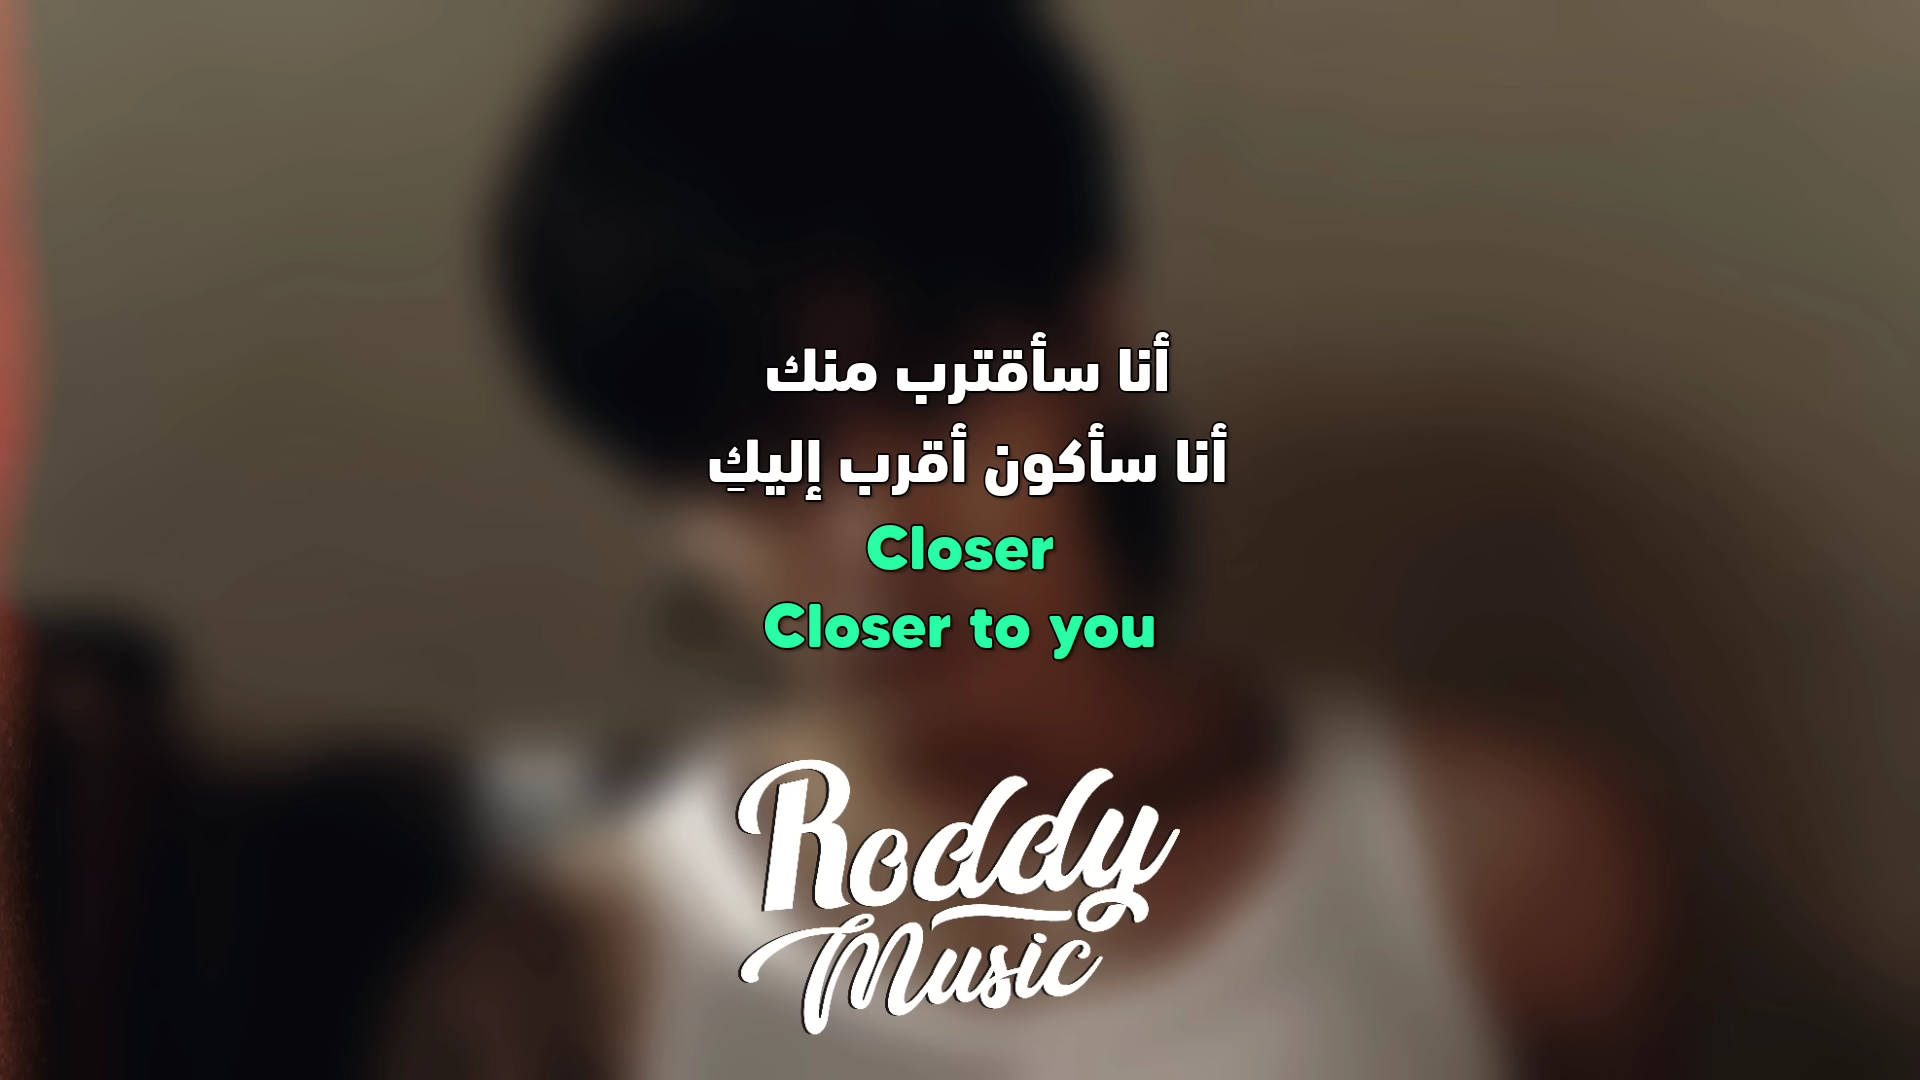 أنا سأقترب منك
أنا سأكون أقرب إليكِ
Closer
Closer to you
Roddy
Music